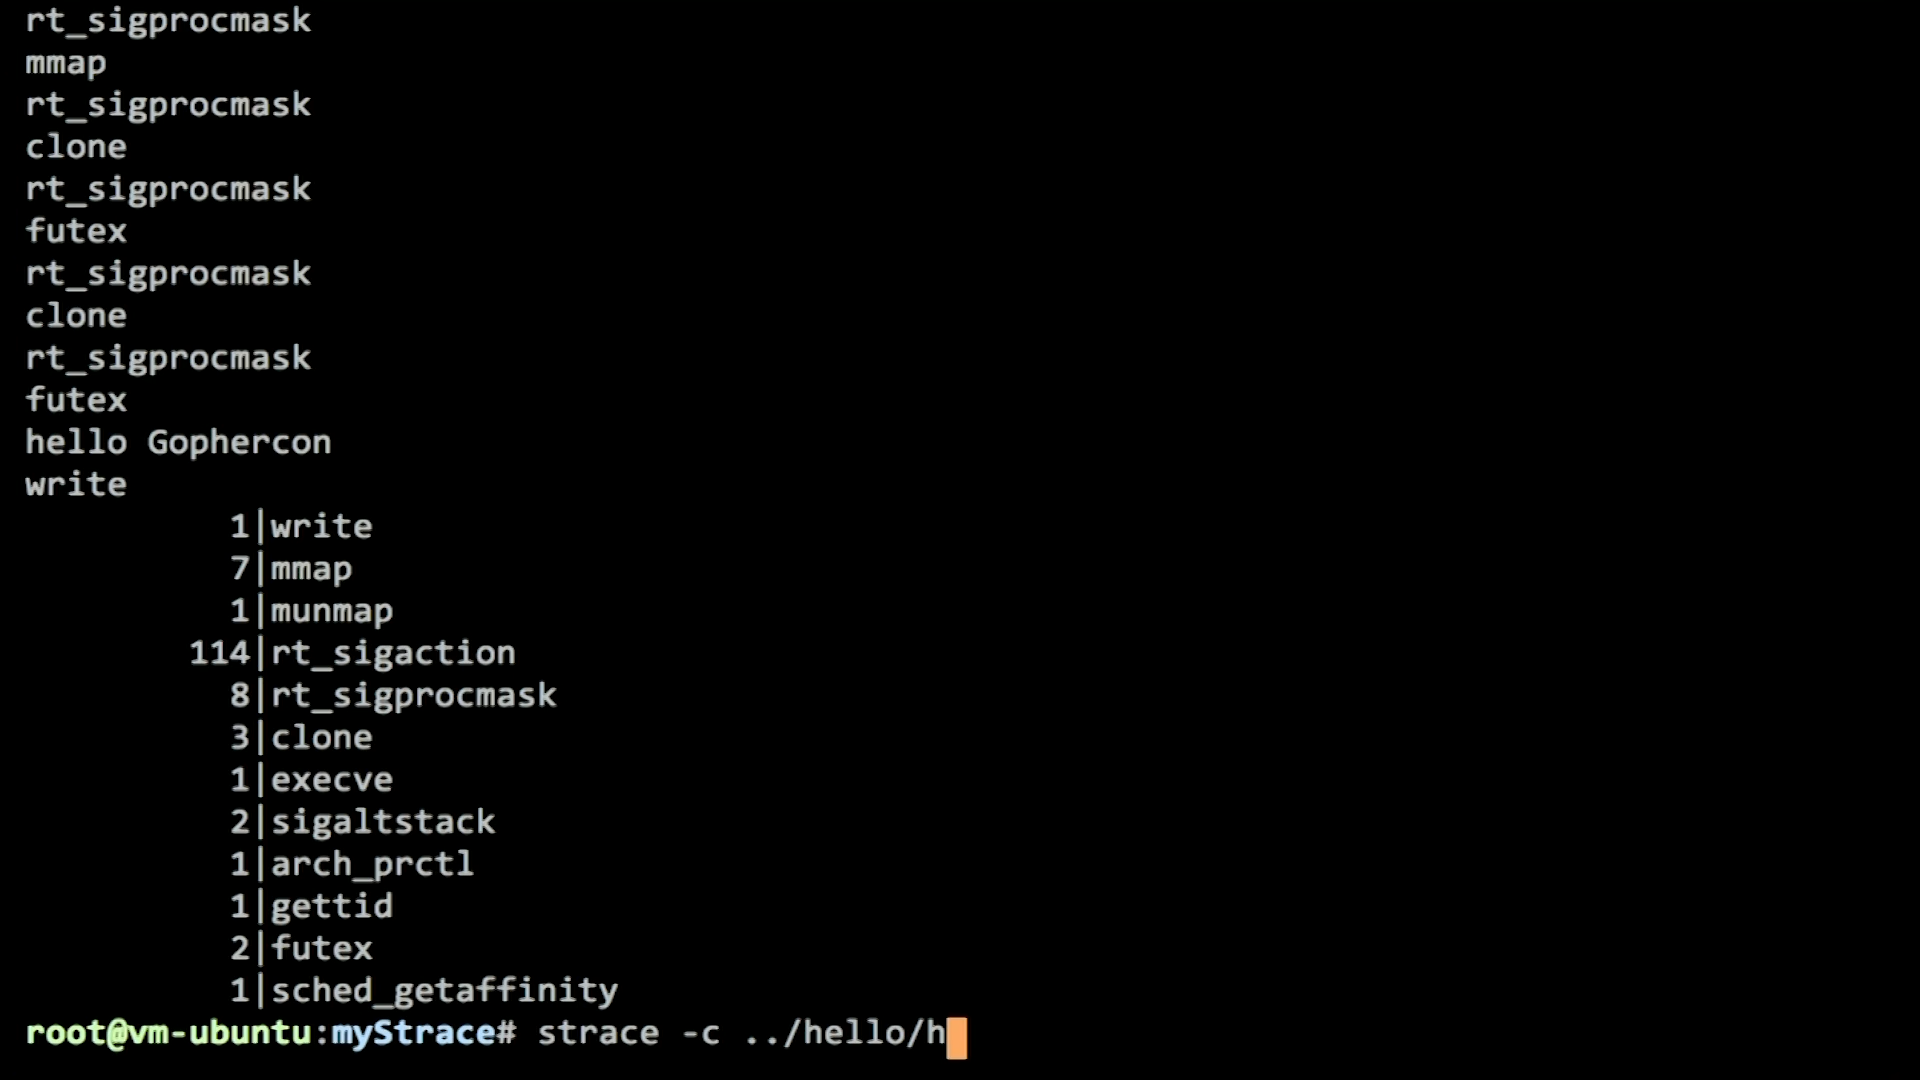 rt_sigprocmask
mmap
rt_sigprocmask
clone
rt_sigprocmask
futex
rt_sigprocmask
clone
rt_sigprocmask
futex
hello Gophercon
write
1|write
7|mmap
1|munmap
114|rt_sigaction
8|rt_sigprocmask
3|clone
1|execve
2|sigaltstack
1|arch_prctl
1|gettid
2|futex
1|sched_getaffinity
root@vm-ubuntu:myStrace# strace -c ../hello/h